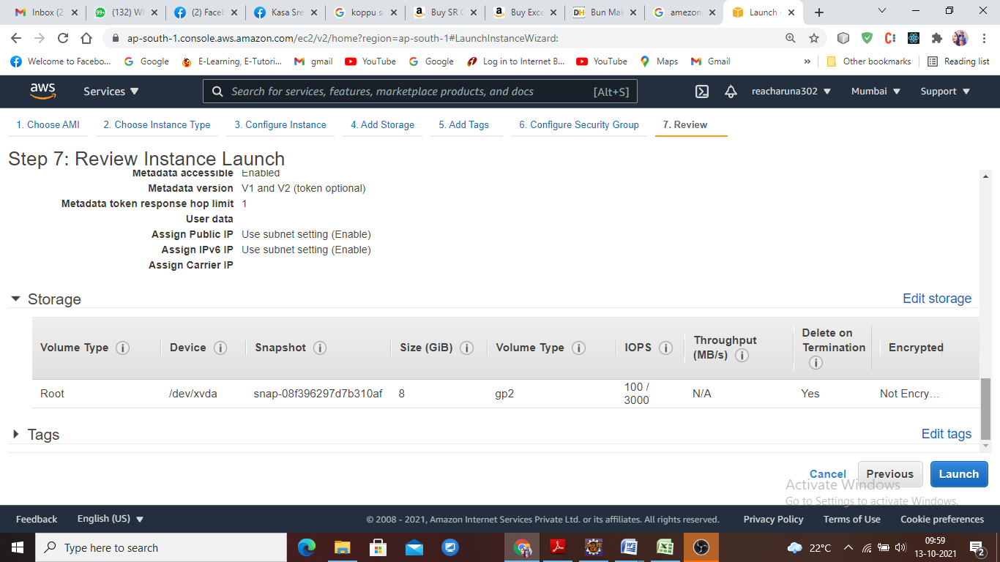 Inbox (2
99+
(132) W
(2) Faceb
Kasa Sre
koppu s
Buy SR C
Buy Exce
DH
Bun Mak
amezon
Launch i
ap-south-1.console.aws.amazon.com/ec2/v2/home?region=ap-south-1#LaunchInstanceWizard:
Welcome to Facebo...
Google
E-Learning, E-Tutori...
gmail
YouTube
Google
Log in to Internet B...
YouTube
Maps
Gmail
»
Other bookmarks
Reading list
aws
Services
Search for services, features, marketplace products, and docs
[Alt+S]
reacharuna302
Mumbai
Support
1. Choose AMI
2. Choose Instance Type
3. Configure Instance
4. Add Storage
5. Add Tags
6. Configure Security Group
7. Review
Step 7: Review Instance Launch
Metadata accessible Enabled
Metadata version V1 and V2 (token optional)
Metadata token response hop limit 1
User data
Assign Public IP Use subnet setting (Enable)
Assign IPv6 IP Use subnet setting (Enable)
Assign Carrier IP
Storage
Edit storage
Volume Type
Device
Snapshot
Size (GiB)
Volume Type
IOPS
Throughput
(MB/s)
Delete on
Termination
Encrypted
Root
/dev/xvda
snap-08f396297d7b310af
8
gp2
100 /
3000
N/A
Yes
Not Encry…
Tags
Edit tags
Cancel
Previous
Launch
Activate Windows
Go to Settings to activate Windows.
Feedback
English (US)
© 2008 - 2021, Amazon Internet Services Private Ltd. or its affiliates. All rights reserved.
Privacy Policy
Terms of Use
Cookie preferences
Type here to search
22°C
09:59
13-10-2021
2